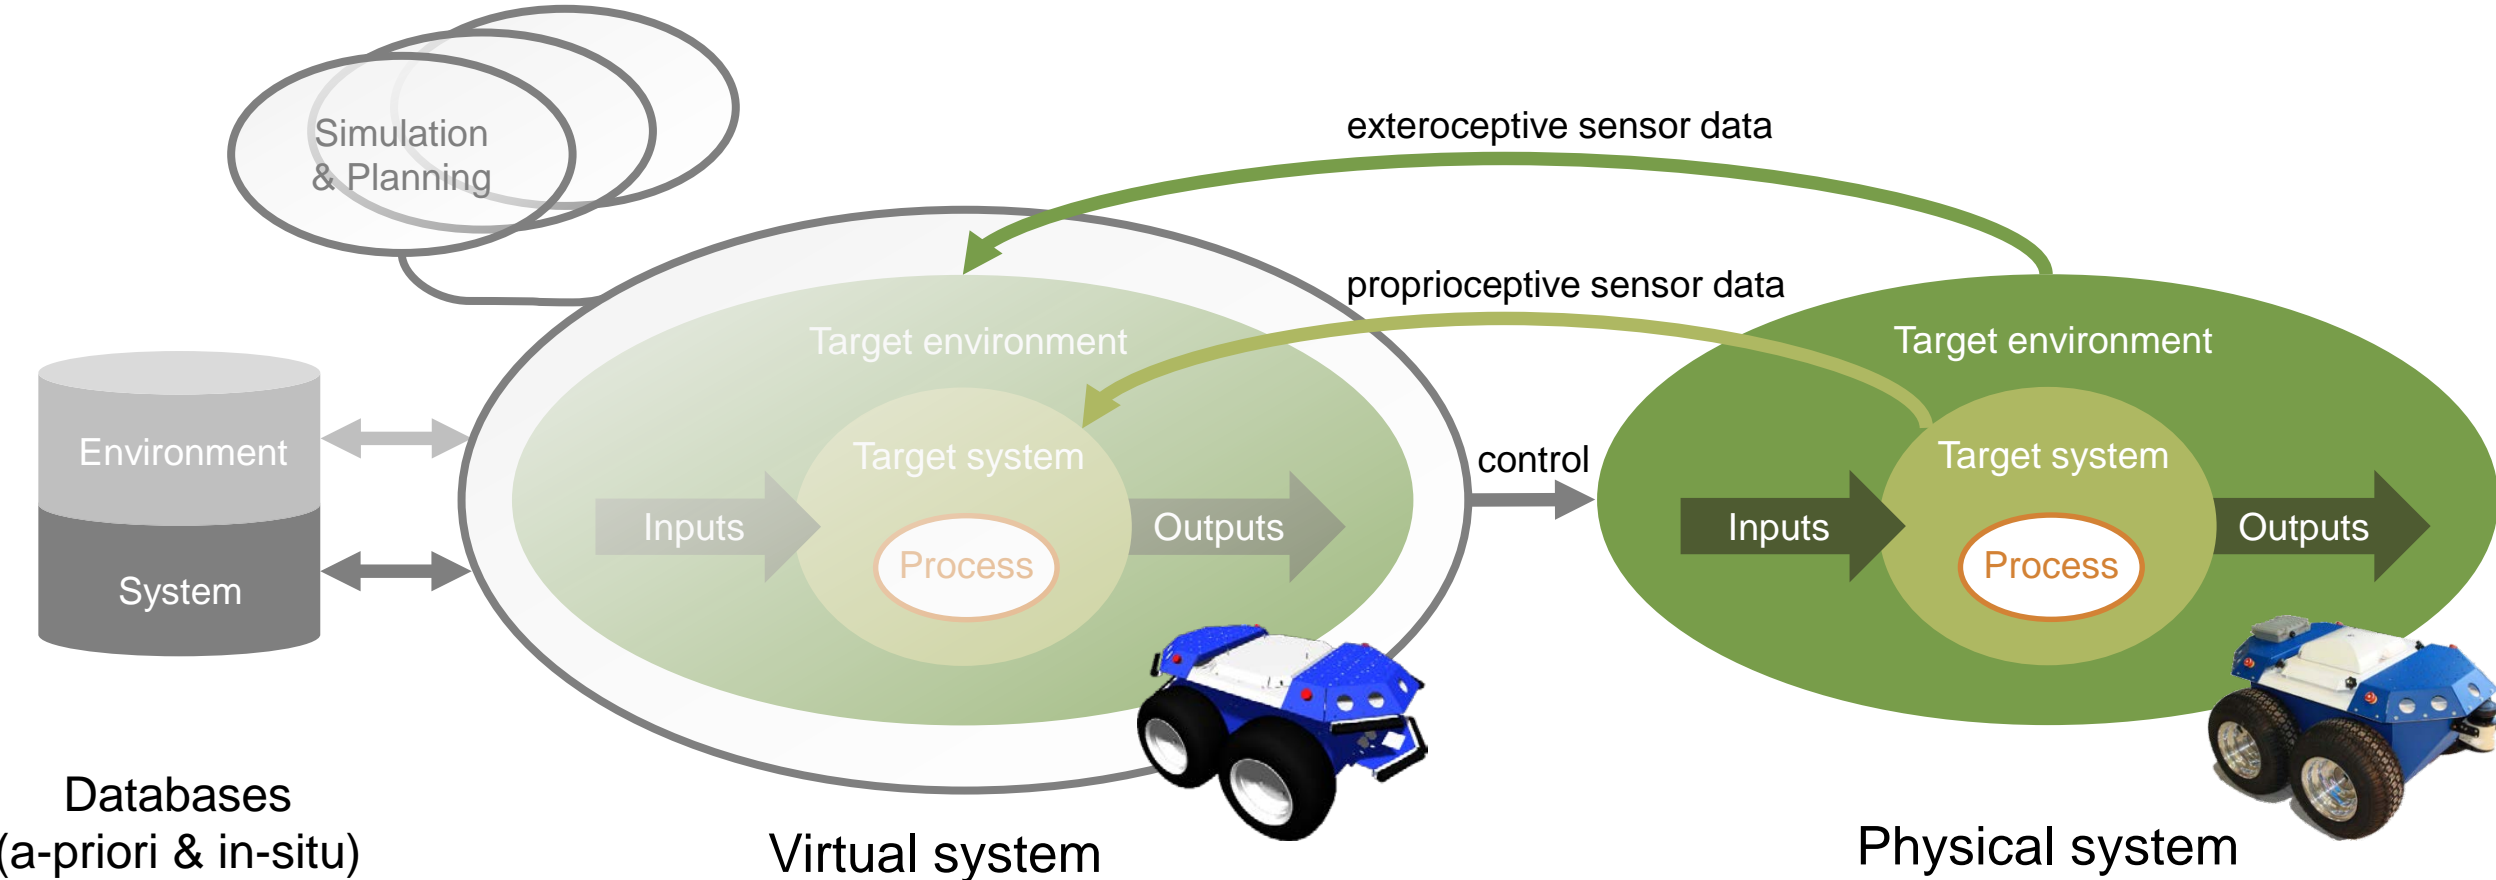 Simulation
& Planning
exteroceptive sensor data
proprioceptive sensor data
Environment
System
Target environment
Target system
Inputs
Process
Outputs
control
Target environment
Target system
Inputs
Process
Outputs
Databases
(a-priori & in-situ)
Virtual system
Physical system